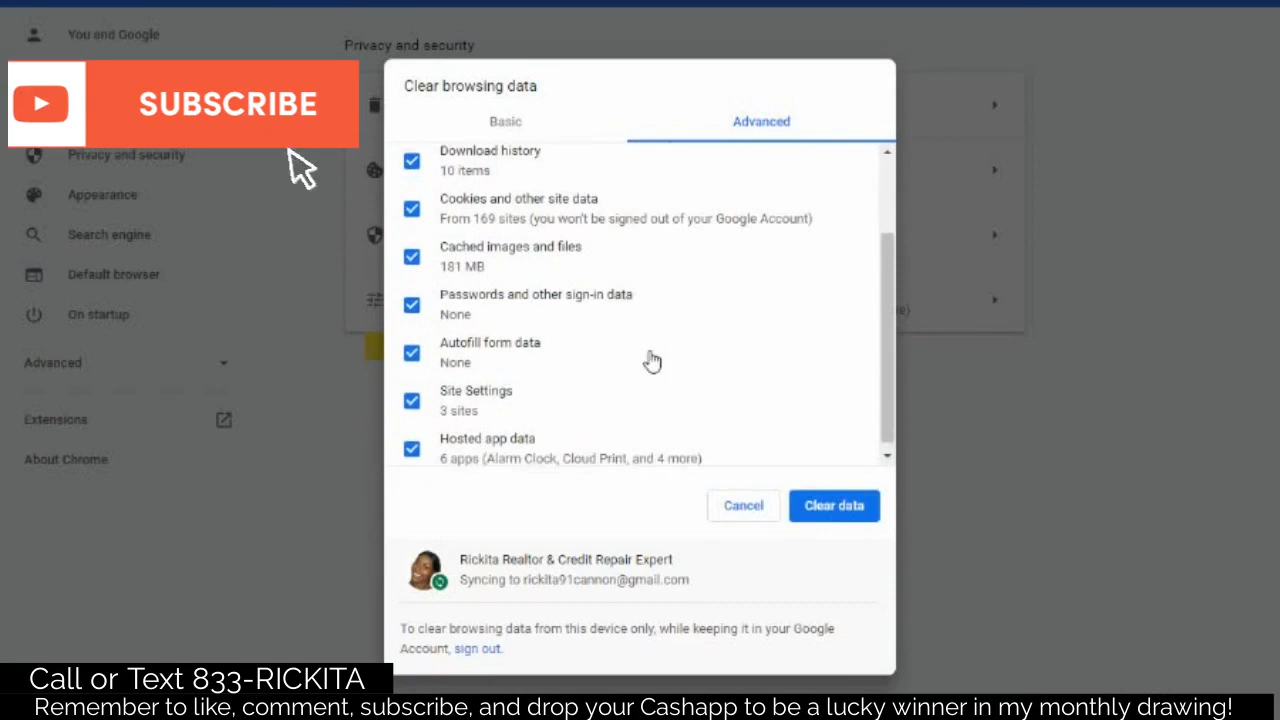 You and Google
Privacy and security
SUBSCRIBE
Privacy and security
Appearance
Search engine
Default browser
On startup
Advanced
Extensions
About Chrome
Clear browsing data
Basic
Advanced
Download history
10 items
Cookies and other site data
From 169 sites (you won't be signed out of your Google Account)
Cached images and files
181 MB
Passwords and other sign-in data
None
Autofill form data
None
Site Settings
3 sites
Hosted app data
6 apps (Alarm Clock, Cloud Print, and 4 more)
Cancel
Clear data
Rickita Realtor & Credit Repair Expert
Syncing to rickita91cannon@gmail.com
To clear browsing data from this device only, while keeping it in your Google
Account, sign out.
Call or Text 833-RICKITA
Remember to like, comment, subscribe, and drop your Cashapp to be a lucky winner in my monthly drawing!